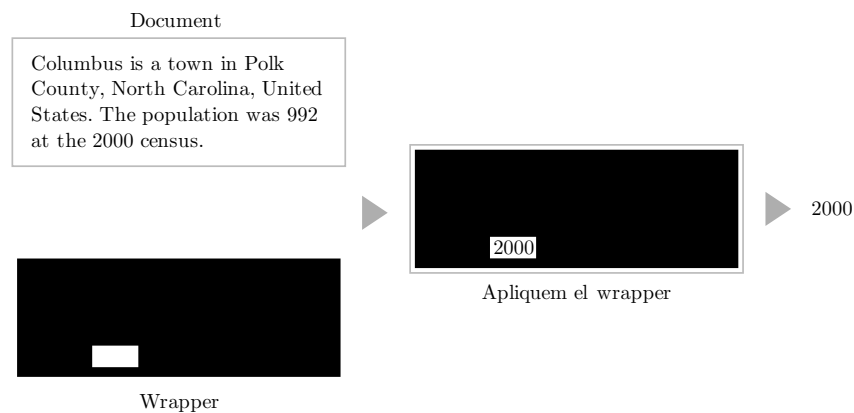 Document
Columbus is a town in Polk
County, North Carolina, United
States. The population was 992
at the 2000 census.
Wrapper
2000
Apliquem el wrapper
2000